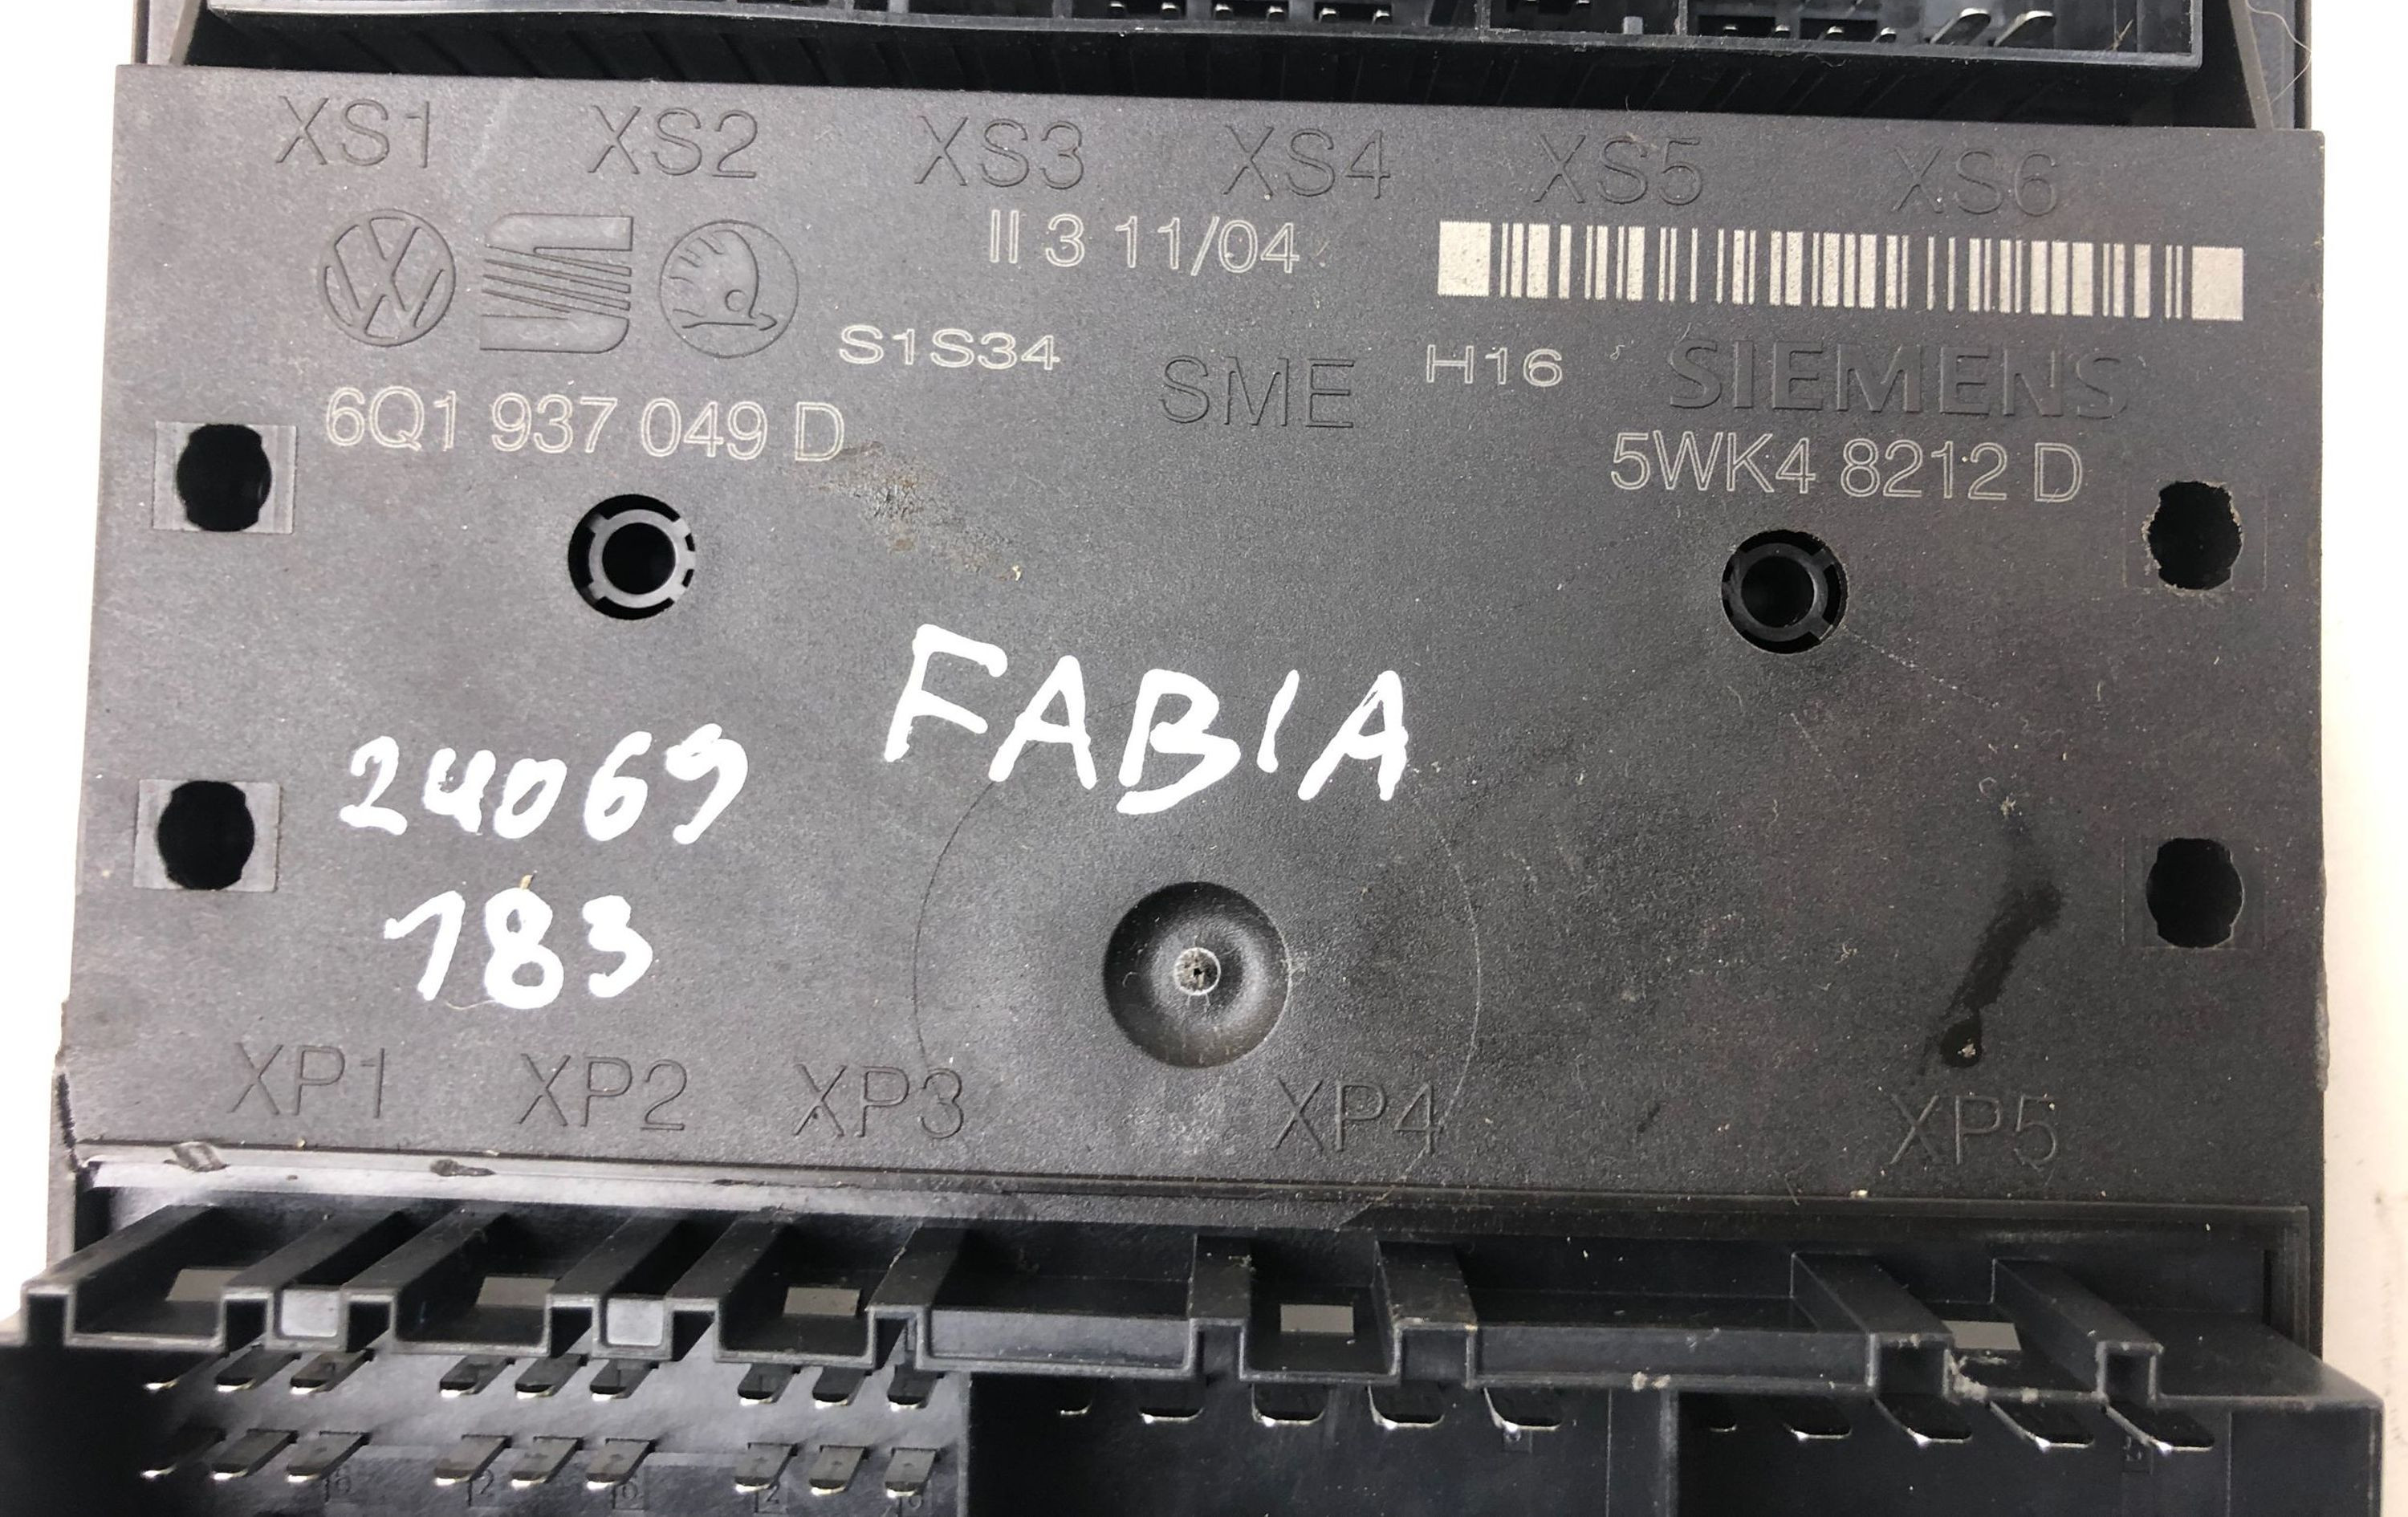 XS1 XS2 XS3 XS4 XS5 XS6
II 3 11/04
S1S34
SME
H16
SIEMENS
6Q1 937 049 D
5WK4 8212 D
FABIA
24069
183
XP1 XP2 XP3 XP4 XP5